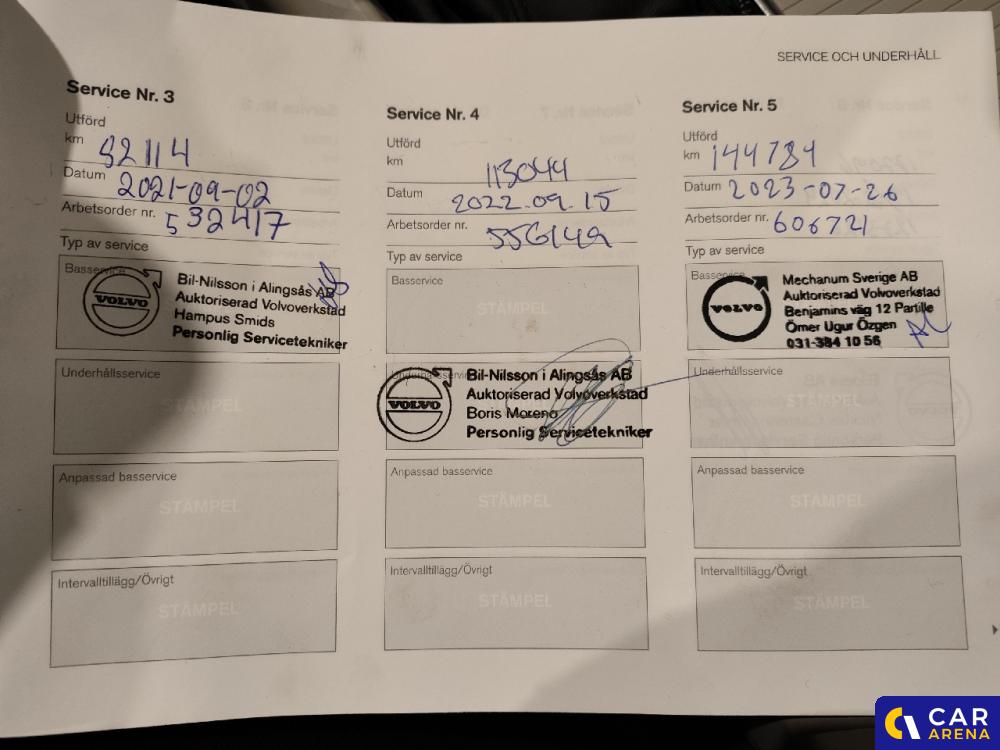 SERVICE OCH UNDERHÅLL
Service Nr. 3
Utförd
km 82114
Datum 2021-09-02
Arbetsorder nr. 532417
Typ av service
Basservice
VOLVO
Bil-Nilsson i Alingsås AB
Auktoriserad Volvoverkstad
Hampus Smids
Personlig Servicetekniker
Underhållsservice
STÄMPEL
Anpassad basservice
STÄMPEL
Intervalltillägg/Övrigt
STÄMPEL
Service Nr. 4
Utförd
km 113044
Datum 2022.09.15
Arbetsorder nr. 556149
Typ av service
Basservice
STÄMPEL
Underhållsservice
VOLVO
Bil-Nilsson i Alingsås AB
Auktoriserad Volvoverkstad
Boris Moreno
Personlig Servicetekniker
Anpassad basservice
STÄMPEL
Intervalltillägg/Övrigt
STÄMPEL
Service Nr. 5
Utförd
km 144784
Datum 2023-07-26
Arbetsorder nr. 606721
Typ av service
Basservice
VOLVO
Mechanum Sverige AB
Auktoriserad Volvoverkstad
Benjamins väg 12 Partille
Ömer Ugur Özgen
031-384 10 56
Underhållsservice
STÄMPEL
Anpassad basservice
STÄMPEL
Intervalltillägg/Övrigt
STÄMPEL
CAR
ARENA